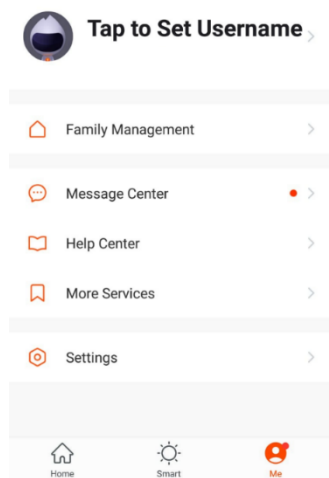 Tap to Set Username
Family Management
Message Center
Help Center
More Services
Settings
Home Smart Me